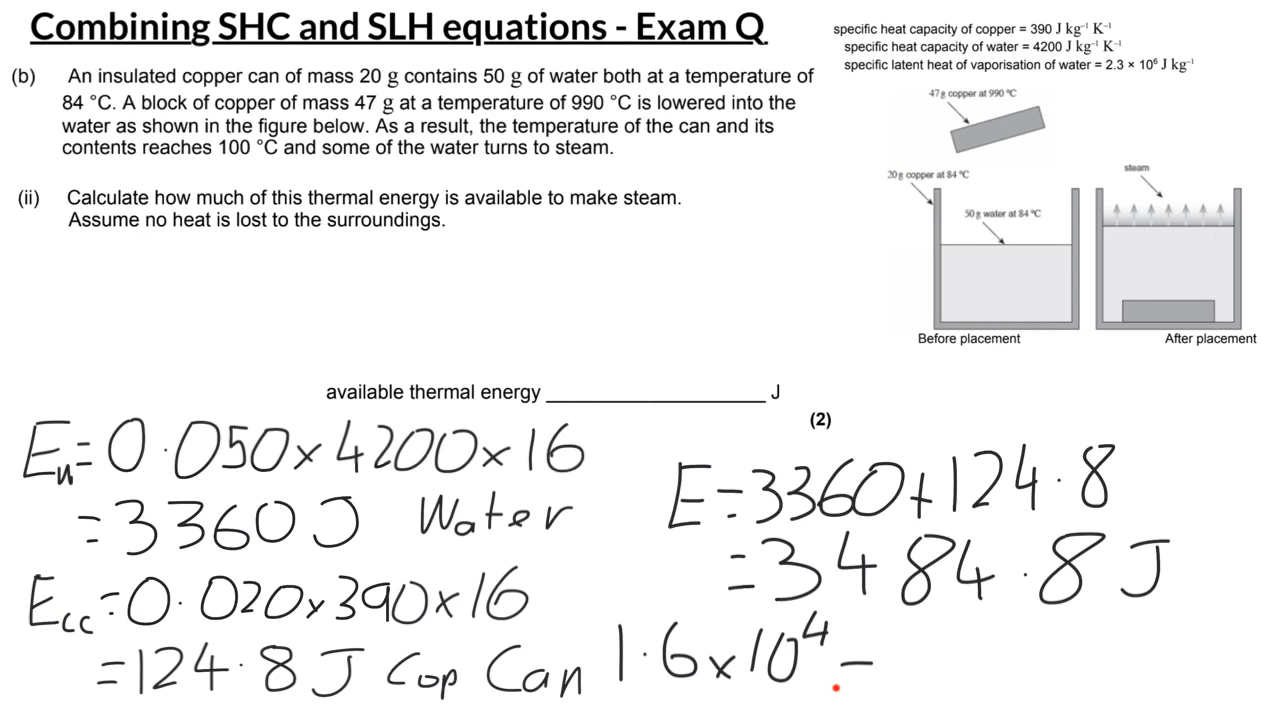 Combining SHC and SLH equations - Exam Q
specific heat capacity of copper = 390 J kg⁻¹ K⁻¹
specific heat capacity of water = 4200 J kg⁻¹ K⁻¹
specific latent heat of vaporisation of water = 2.3 × 10⁶ J kg⁻¹
(b) An insulated copper can of mass 20 g contains 50 g of water both at a temperature of
84 °C. A block of copper of mass 47 g at a temperature of 990 °C is lowered into the
water as shown in the figure below. As a result, the temperature of the can and its
contents reaches 100 °C and some of the water turns to steam.
(ii) Calculate how much of this thermal energy is available to make steam.
Assume no heat is lost to the surroundings.
47 g copper at 990 °C
20 g copper at 84 °C
50 g water at 84 °C
steam
Before placement
After placement
available thermal energy ____________________ J
(2)
E_w = 0.050 × 4200 × 16
= 3360 J Water
E_cc = 0.020 × 390 × 16
= 124.8 J Cop Can
E = 3360 + 124.8
= 3484.8 J
1.6 × 10⁴ –